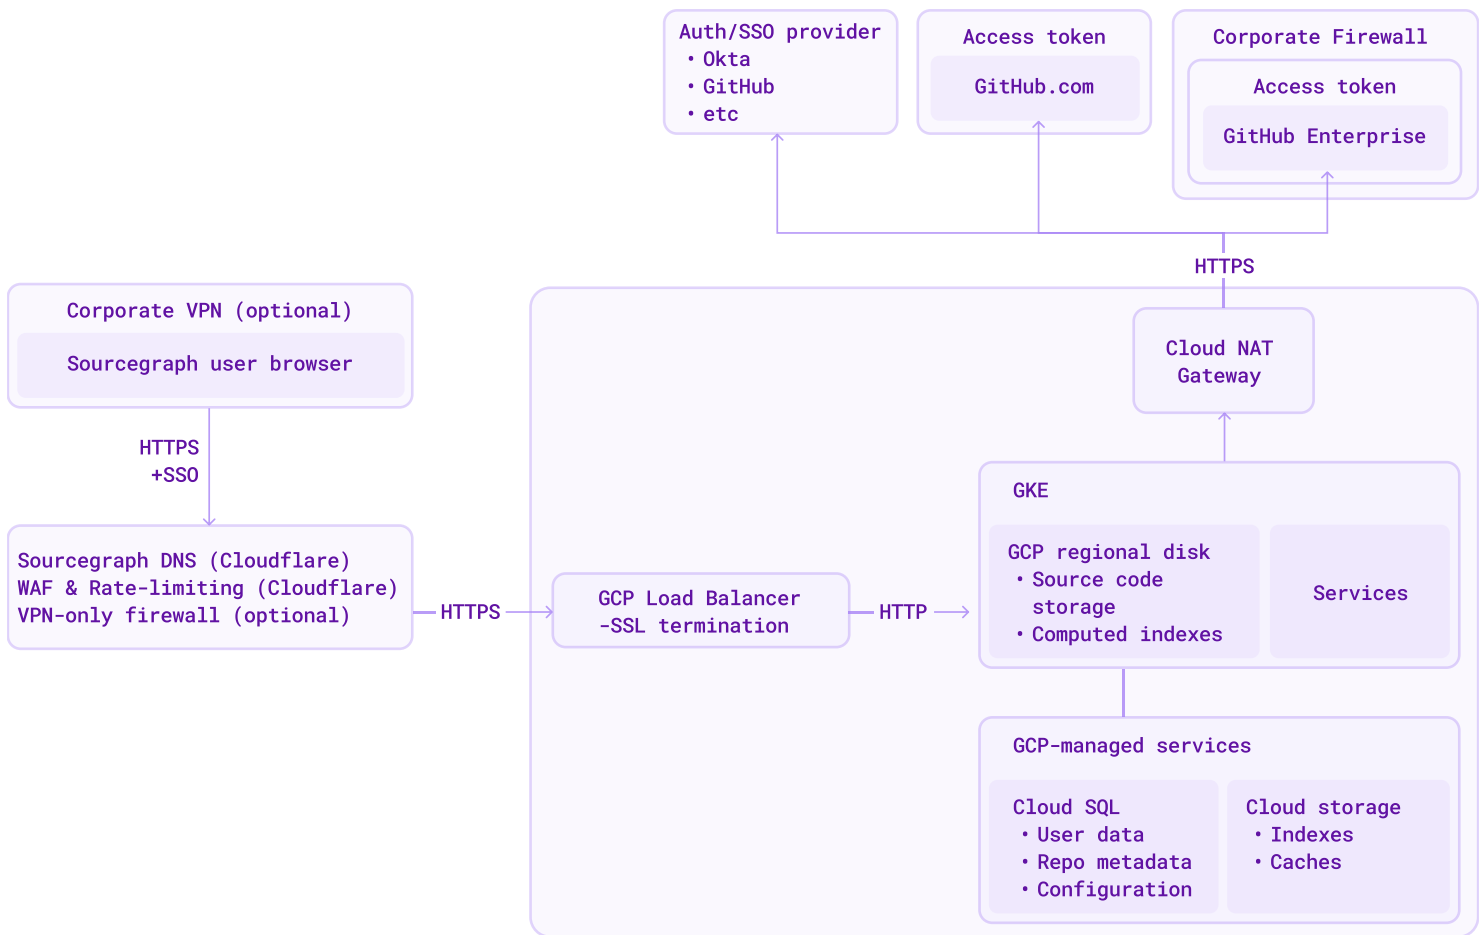 Auth/SSO provider
• Okta
• GitHub
• etc
Access token
GitHub.com
Corporate Firewall
Access token
GitHub Enterprise
HTTPS
Corporate VPN (optional)
Sourcegraph user browser
HTTPS
+SSO
Sourcegraph DNS (Cloudflare)
WAF & Rate-limiting (Cloudflare)
VPN-only firewall (optional)
HTTPS
GCP Load Balancer
-SSL termination
HTTP
Cloud NAT
Gateway
GKE
GCP regional disk
• Source code
storage
• Computed indexes
Services
GCP-managed services
Cloud SQL
• User data
• Repo metadata
• Configuration
Cloud storage
• Indexes
• Caches